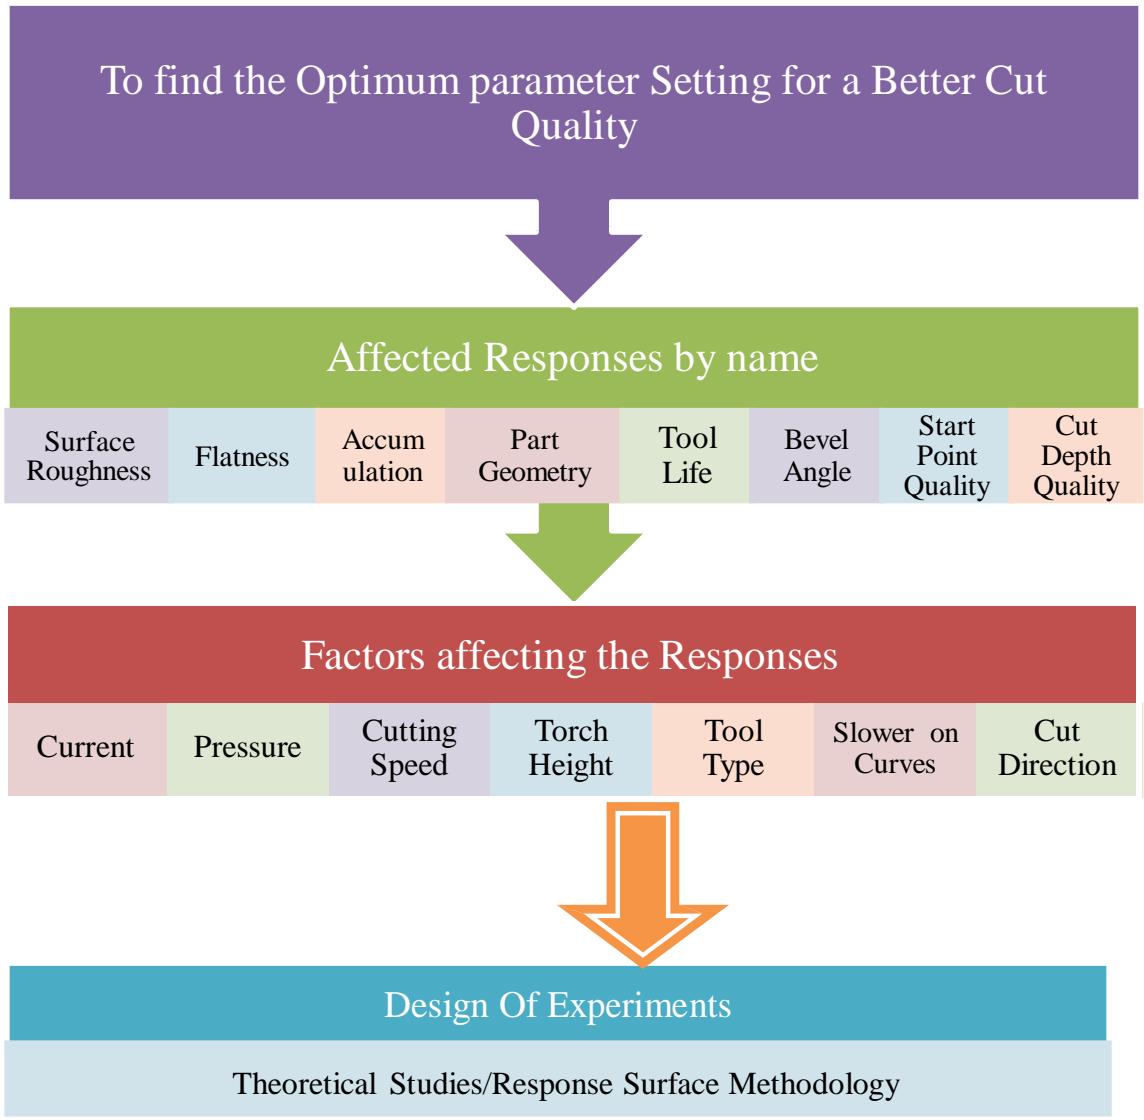 To find the Optimum parameter Setting for a Better Cut
Quality
Affected Responses by name
Surface
Roughness
Flatness
Accum
ulation
Part
Geometry
Tool
Life
Bevel
Angle
Start
Point
Quality
Cut
Depth
Quality
Factors affecting the Responses
Current
Pressure
Cutting
Speed
Torch
Height
Tool
Type
Slower on
Curves
Cut
Direction
Design Of Experiments
Theoretical Studies/Response Surface Methodology